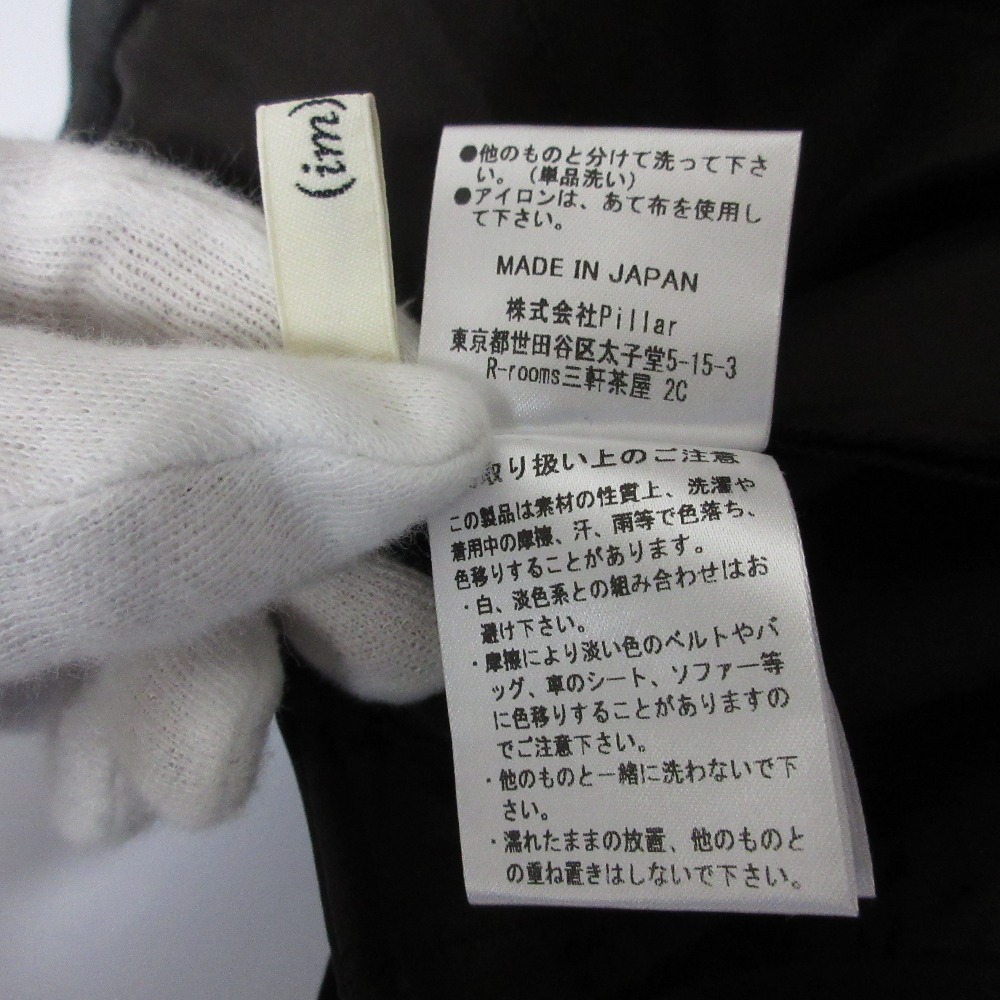 (im)
●他のものと分けて洗って下さ
い。(単品洗い)
●アイロンは、あて布を使用し
て下さい。
MADE IN JAPAN
株式会社Pillar
東京都世田谷区太子堂5-15-3
R-rooms三軒茶屋 2C
取り扱い上のご注意
この製品は素材の性質上、洗濯や
着用中の摩擦、汗、雨等で色落ち、
色移りすることがあります。
・白、淡色系との組み合わせはお
避け下さい。
・摩擦により淡い色のベルトやバ
ッグ、車のシート、ソファー等
に色移りすることがありますの
でご注意下さい。
・他のものと一緒に洗わないで下
さい。
・濡れたままの放置、他のものと
の重ね置きはしないで下さい。